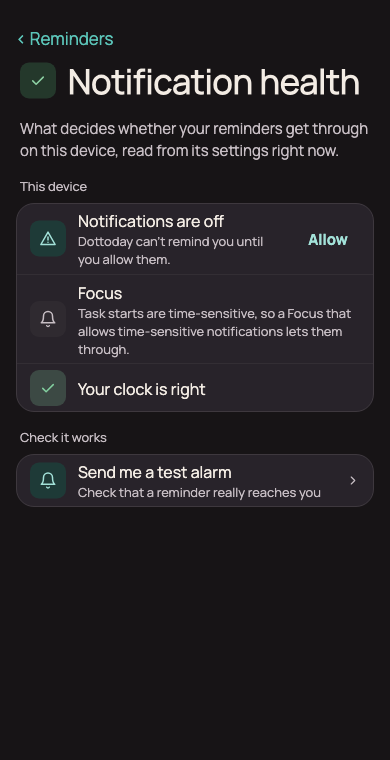 Reminders
Notification health
What decides whether your reminders get through
on this device, read from its settings right now.
This device
Notifications are off
Dottoday can't remind you until
you allow them.
Allow
Focus
Task starts are time-sensitive, so a Focus that
allows time-sensitive notifications lets them
through.
Your clock is right
Check it works
Send me a test alarm
Check that a reminder really reaches you